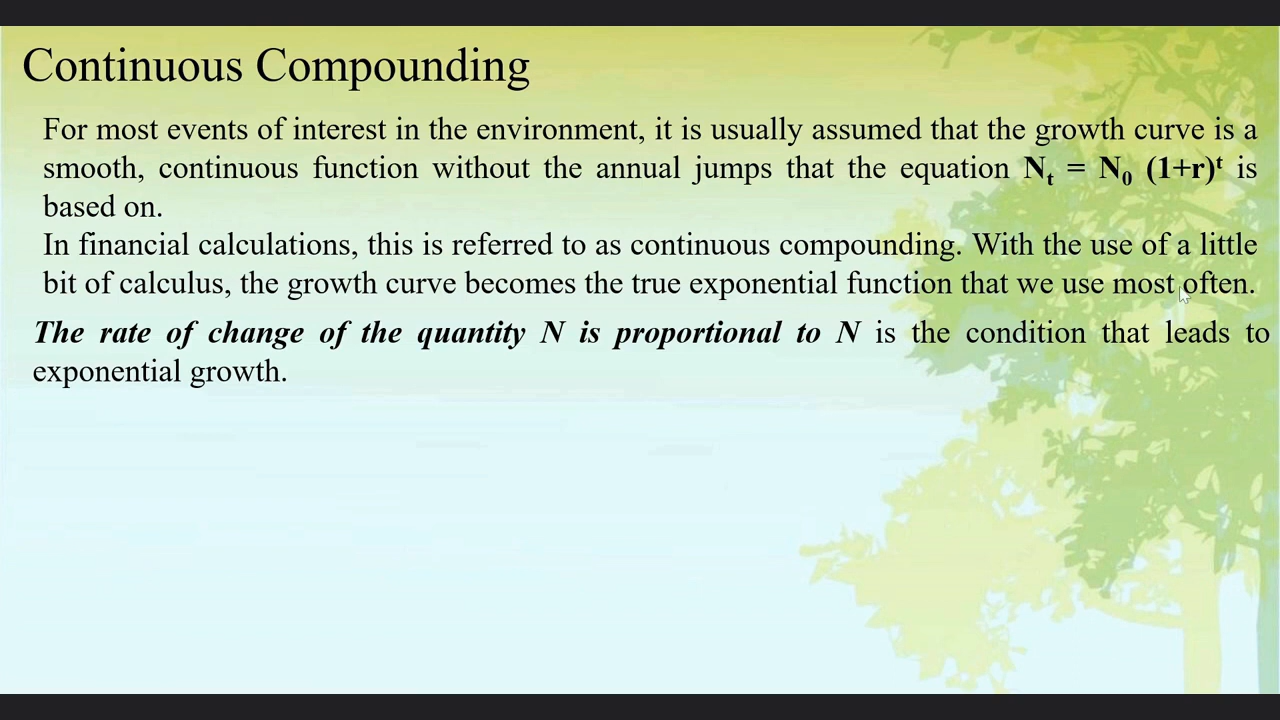 Continuous Compounding
For most events of interest in the environment, it is usually assumed that the growth curve is a
smooth, continuous function without the annual jumps that the equation Nt = N0 (1+r)t is
based on.
In financial calculations, this is referred to as continuous compounding. With the use of a little
bit of calculus, the growth curve becomes the true exponential function that we use most often.
The rate of change of the quantity N is proportional to N is the condition that leads to
exponential growth.